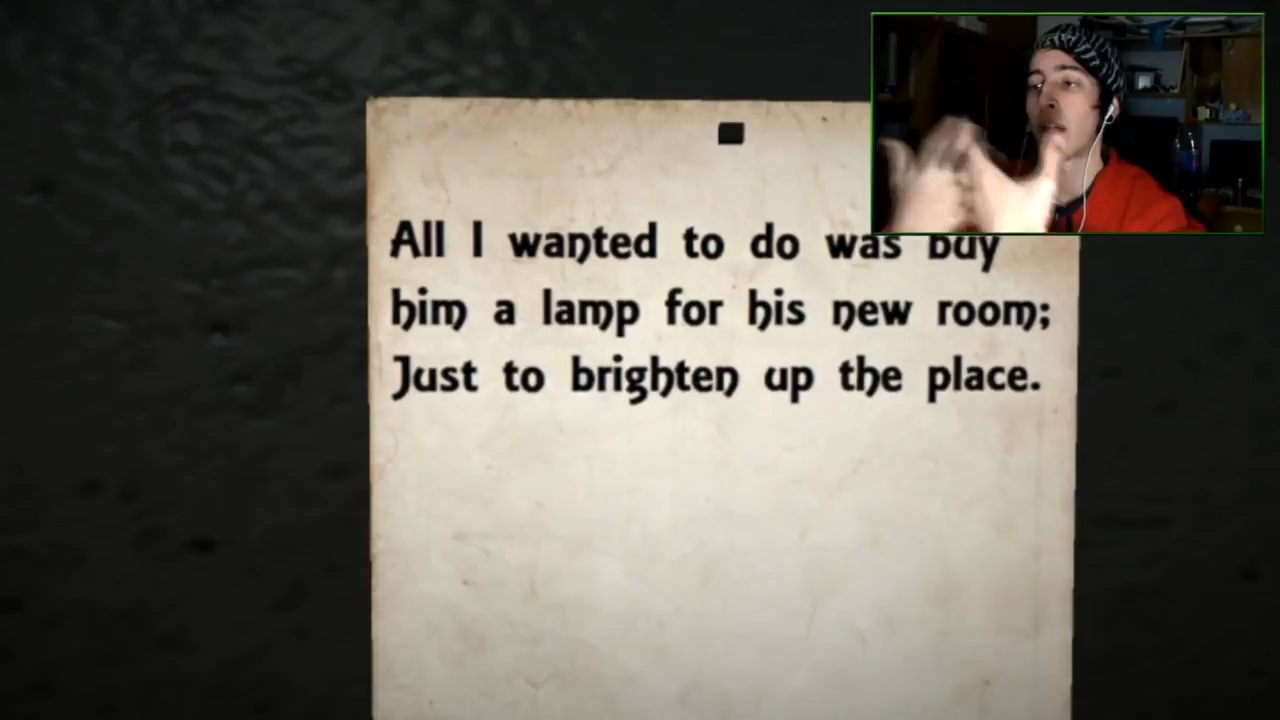 All I wanted to do was buy
him a lamp for his new room;
Just to brighten up the place.